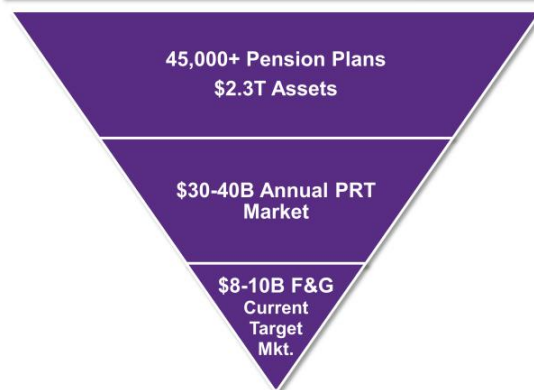 45,000+ Pension Plans
$2.3T Assets
$30-40B Annual PRT
Market
$8-10B F&G
Current
Target
Mkt.